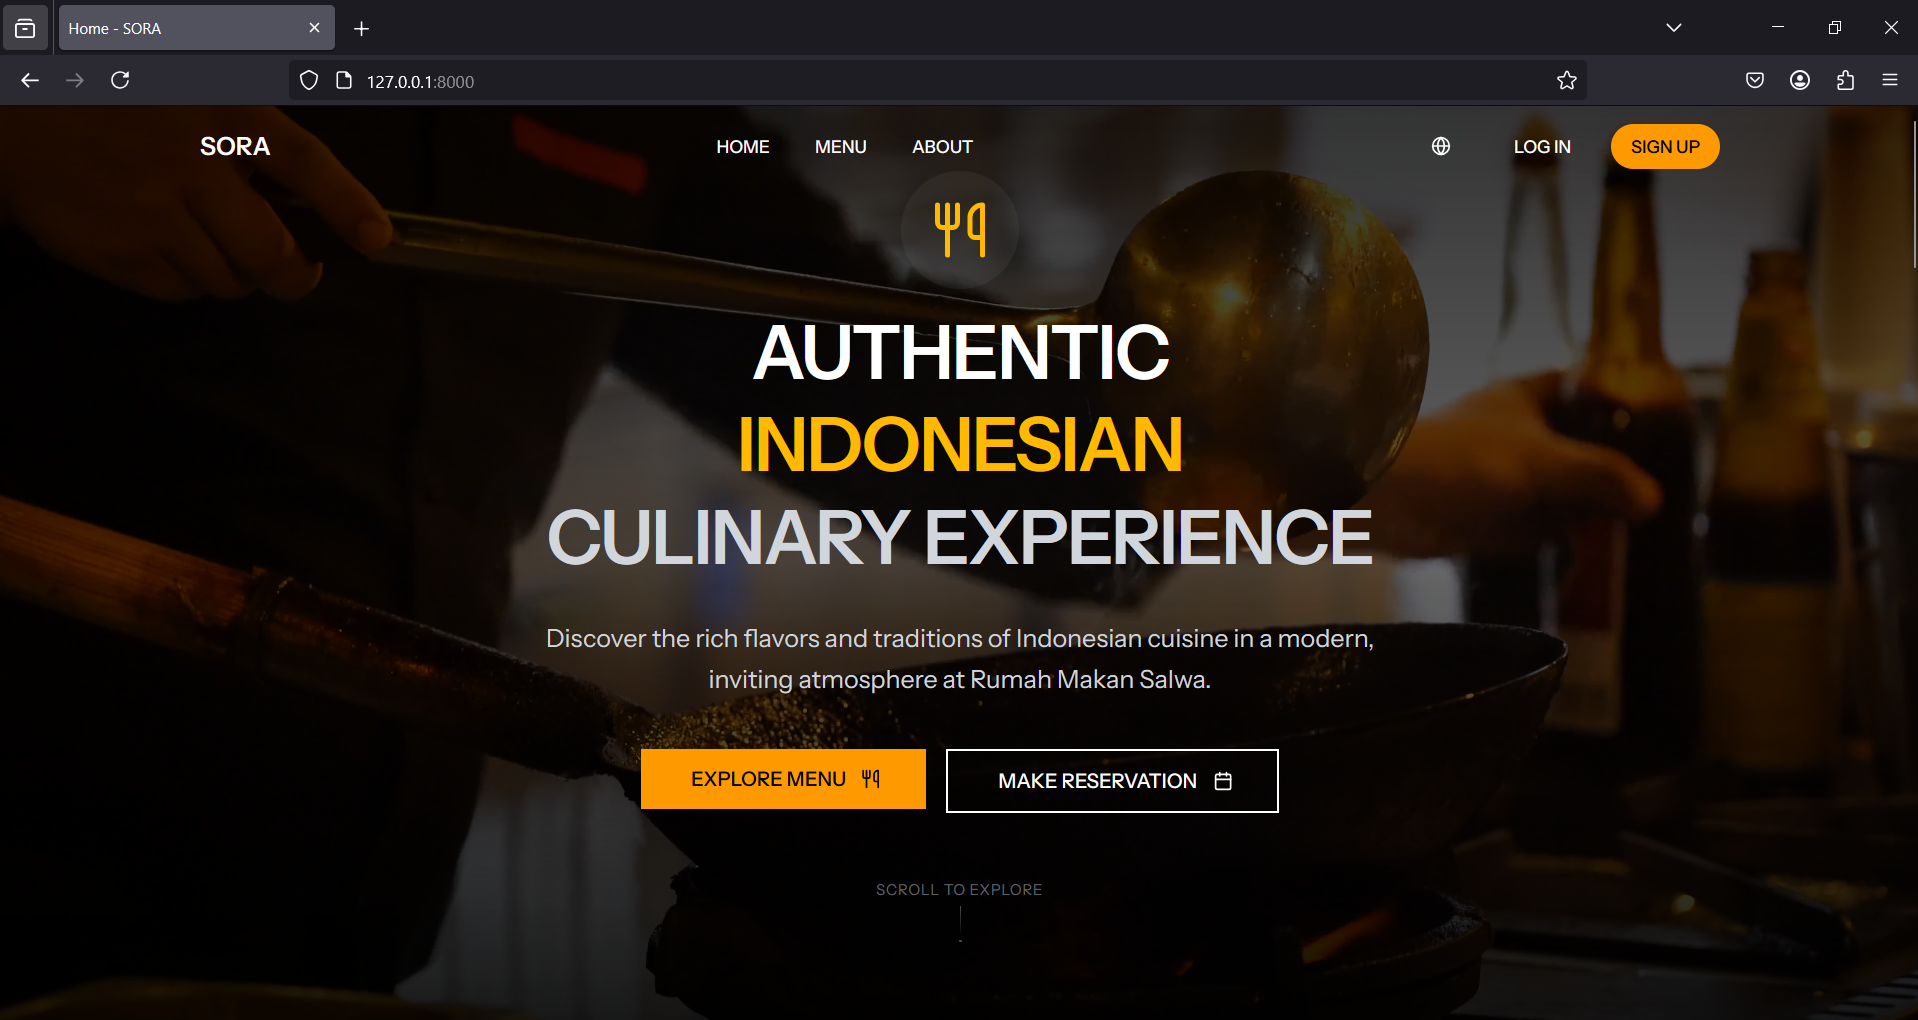 Home - SORA
127.0.0.1:8000
SORA
HOME
MENU
ABOUT
LOG IN
SIGN UP
AUTHENTIC
INDONESIAN
CULINARY EXPERIENCE
Discover the rich flavors and traditions of Indonesian cuisine in a modern,
inviting atmosphere at Rumah Makan Salwa.
EXPLORE MENU
MAKE RESERVATION
SCROLL TO EXPLORE